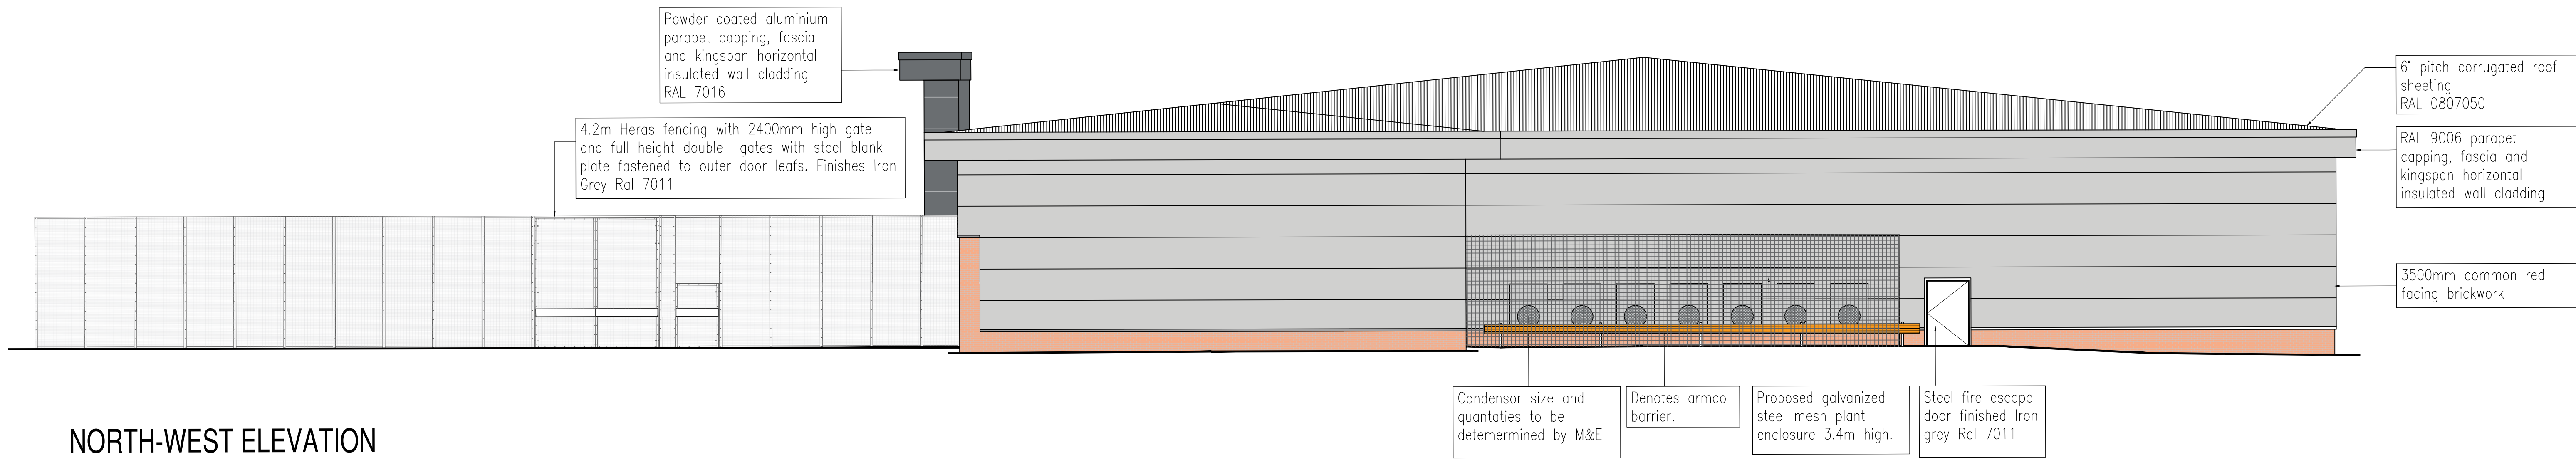 Powder coated aluminium
parapet capping, fascia
and kingspan horizontal
insulated wall cladding –
RAL 7016
4.2m Heras fencing with 2400mm high gate
and full height double gates with steel blank
plate fastened to outer door leafs. Finishes Iron
Grey Ral 7011
6° pitch corrugated roof
sheeting
RAL 0807050
RAL 9006 parapet
capping, fascia and
kingspan horizontal
insulated wall cladding
3500mm common red
facing brickwork
Condensor size and
quantaties to be
detemermined by M&E
Denotes armco
barrier.
Proposed galvanized
steel mesh plant
enclosure 3.4m high.
Steel fire escape
door finished Iron
grey Ral 7011
NORTH-WEST ELEVATION